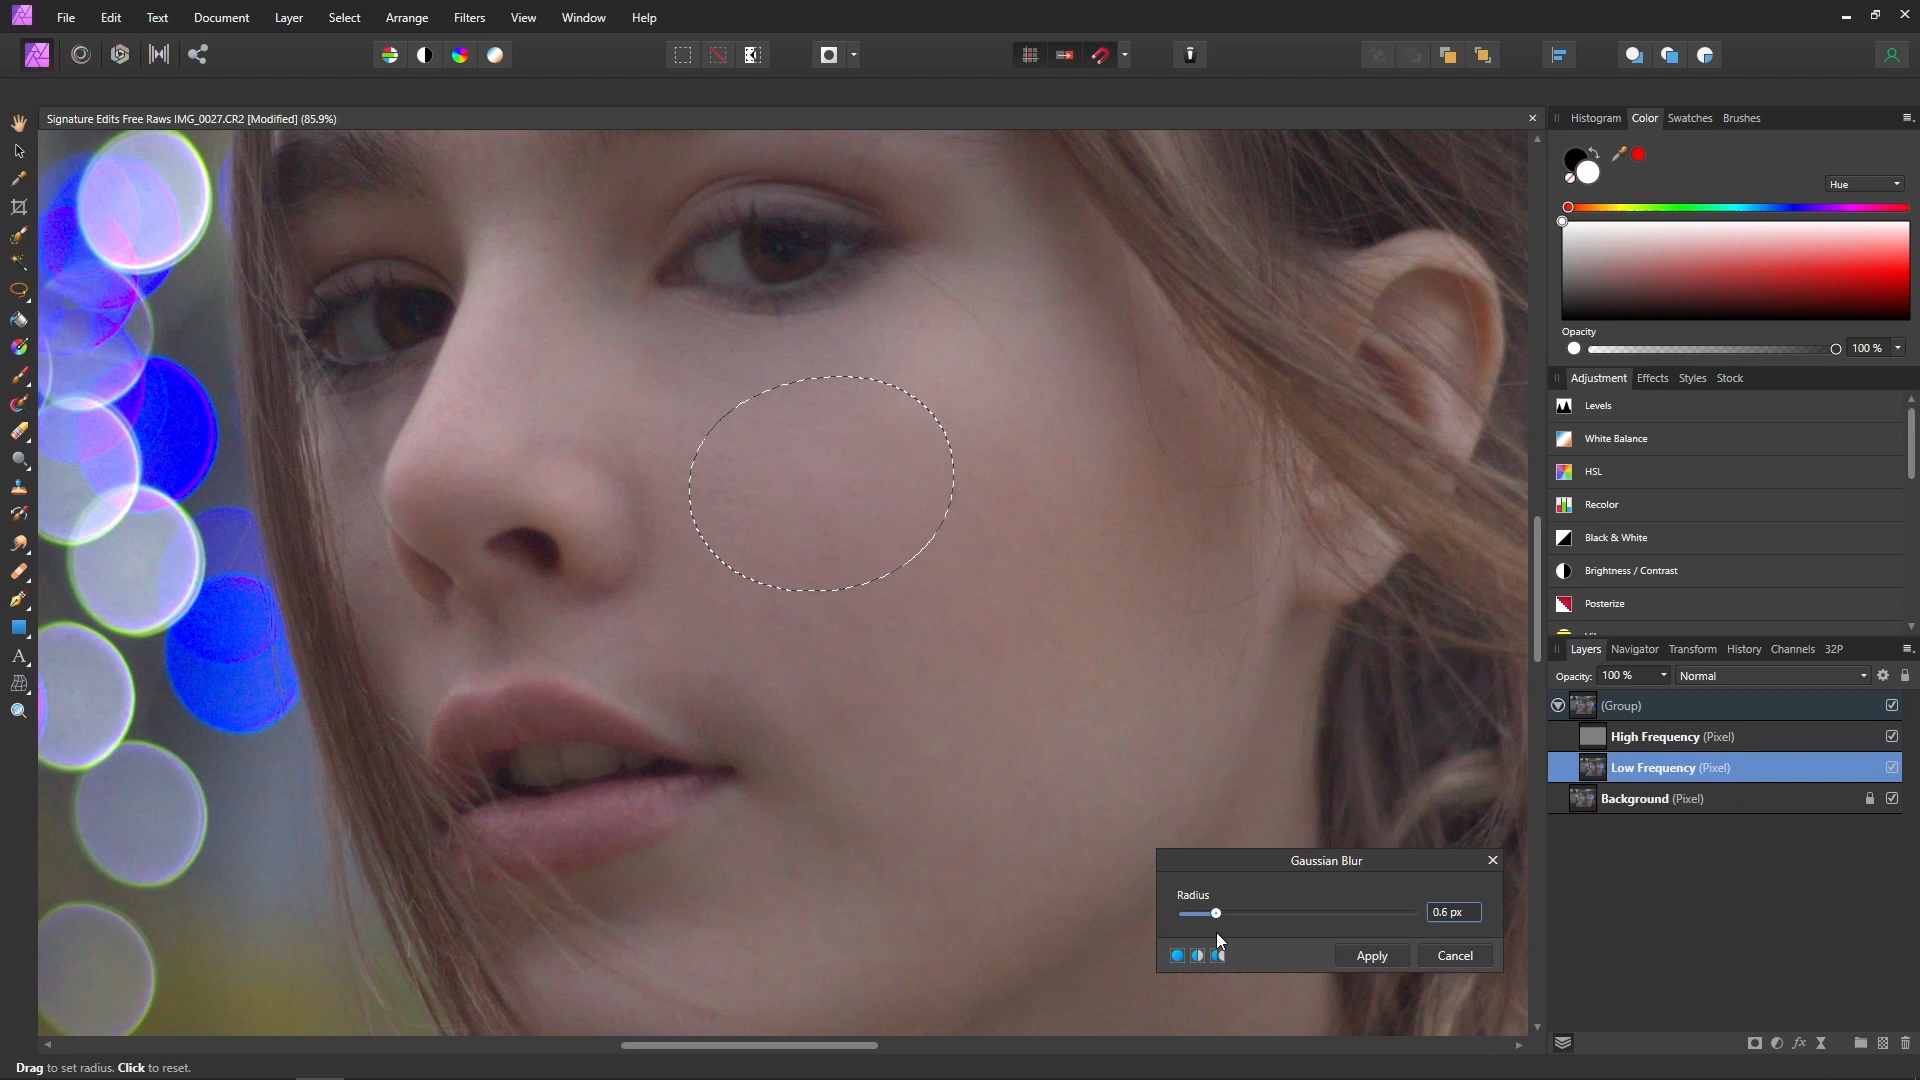 File Edit Text Document Layer Select Arrange Filters View Window Help
Signature Edits Free Raws IMG_0027.CR2 [Modified] (85.9%)
Histogram Color Swatches Brushes
Hue
Opacity
100 %
Adjustment Effects Styles Stock
Levels
White Balance
HSL
Recolor
Black & White
Brightness / Contrast
Posterize
Layers Navigator Transform History Channels 32P
Opacity: 100 % Normal
(Group)
High Frequency (Pixel)
Low Frequency (Pixel)
Background (Pixel)
Gaussian Blur
Radius
0.6 px
Apply Cancel
Drag to set radius. Click to reset.